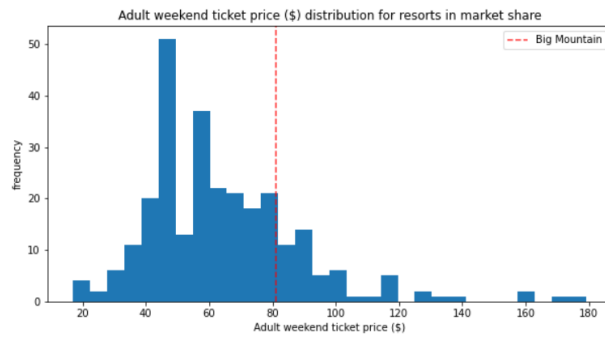 Adult weekend ticket price ($) distribution for resorts in market share
Big Mountain
50
40
30
20
10
0
frequency
20 40 60 80 100 120 140 160 180
Adult weekend ticket price ($)